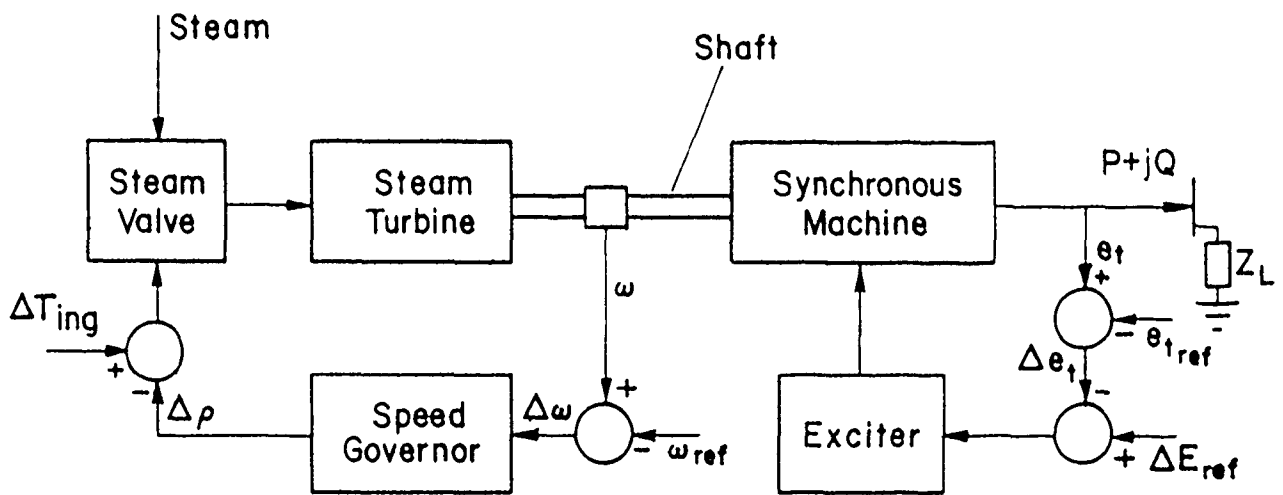 Steam
Shaft
Steam
Valve
Steam
Turbine
Synchronous
Machine
P+jQ
Z_L
ω
e_t
+
-
e_t_ref
ΔT_ing
+
-
Δρ
Speed
Governor
Δω
+
-
ω_ref
Exciter
Δe_t
-
+
ΔE_ref